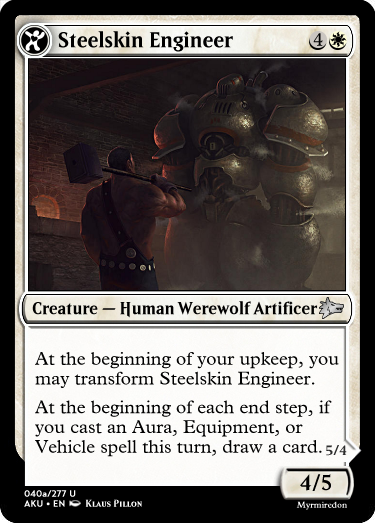 Steelskin Engineer 4
Creature — Human Werewolf Artificer
At the beginning of your upkeep, you
may transform Steelskin Engineer.
At the beginning of each end step, if
you cast an Aura, Equipment, or
Vehicle spell this turn, draw a card.
5/4
4/5
040a/277 U
AKU • EN Klaus Pillon
Myrmiredon